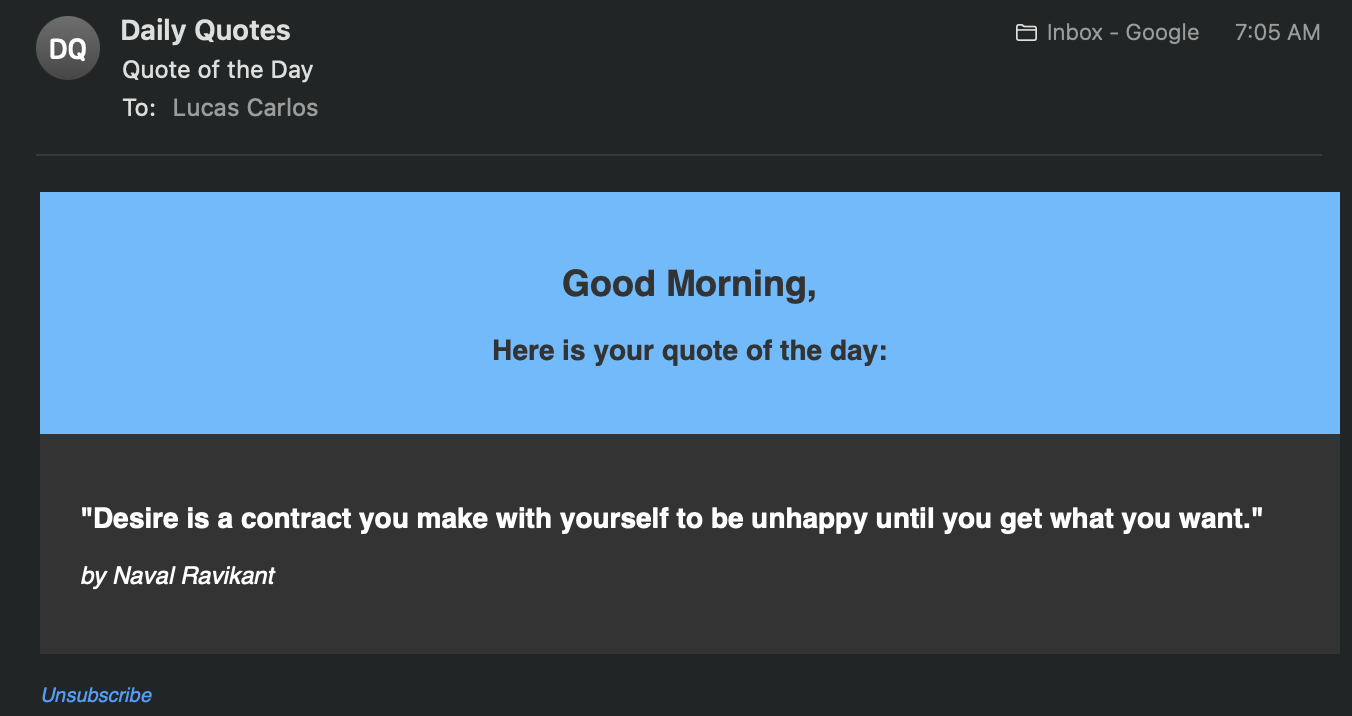 DQ
Daily Quotes
Inbox - Google 7:05 AM
Quote of the Day
To: Lucas Carlos
Good Morning,
Here is your quote of the day:
"Desire is a contract you make with yourself to be unhappy until you get what you want."
by Naval Ravikant
Unsubscribe